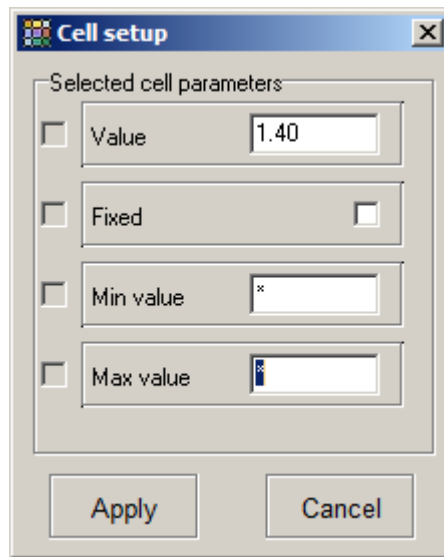 Cell setup
Selected cell parameters
Value 1.40
Fixed
Min value *
Max value *
Apply Cancel